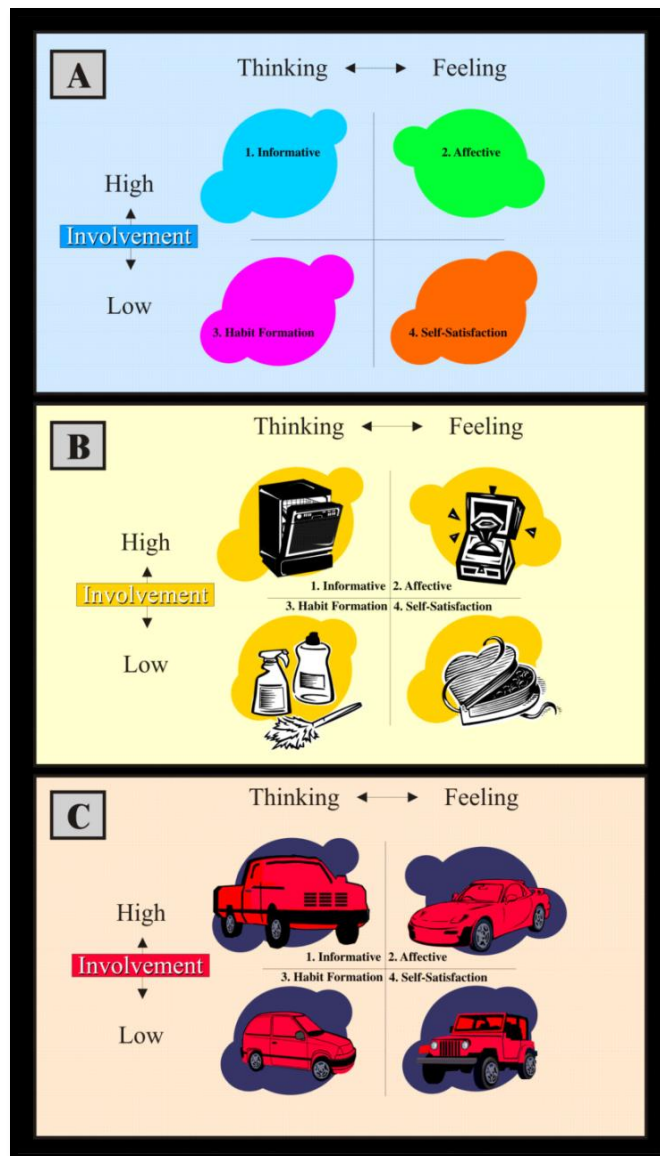 A
Thinking Feeling
1. Informative
2. Affective
High
Involvement
Low
3. Habit Formation
4. Self-Satisfaction
B
Thinking Feeling
High
1. Informative 2. Affective
Involvement
3. Habit Formation 4. Self-Satisfaction
Low
C
Thinking Feeling
High
1. Informative 2. Affective
Involvement
3. Habit Formation 4. Self-Satisfaction
Low